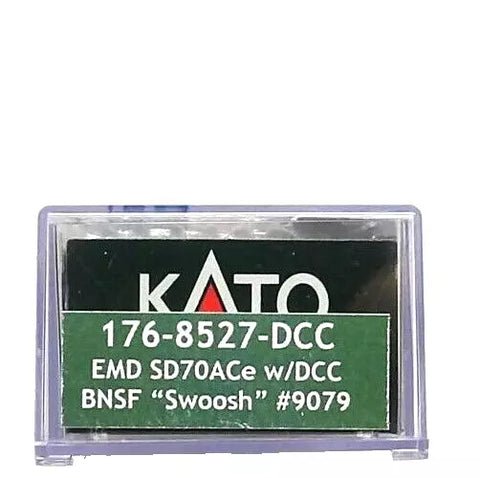 KATO
176-8527-DCC
EMD SD70ACe w/DCC
BNSF “Swoosh” #9079